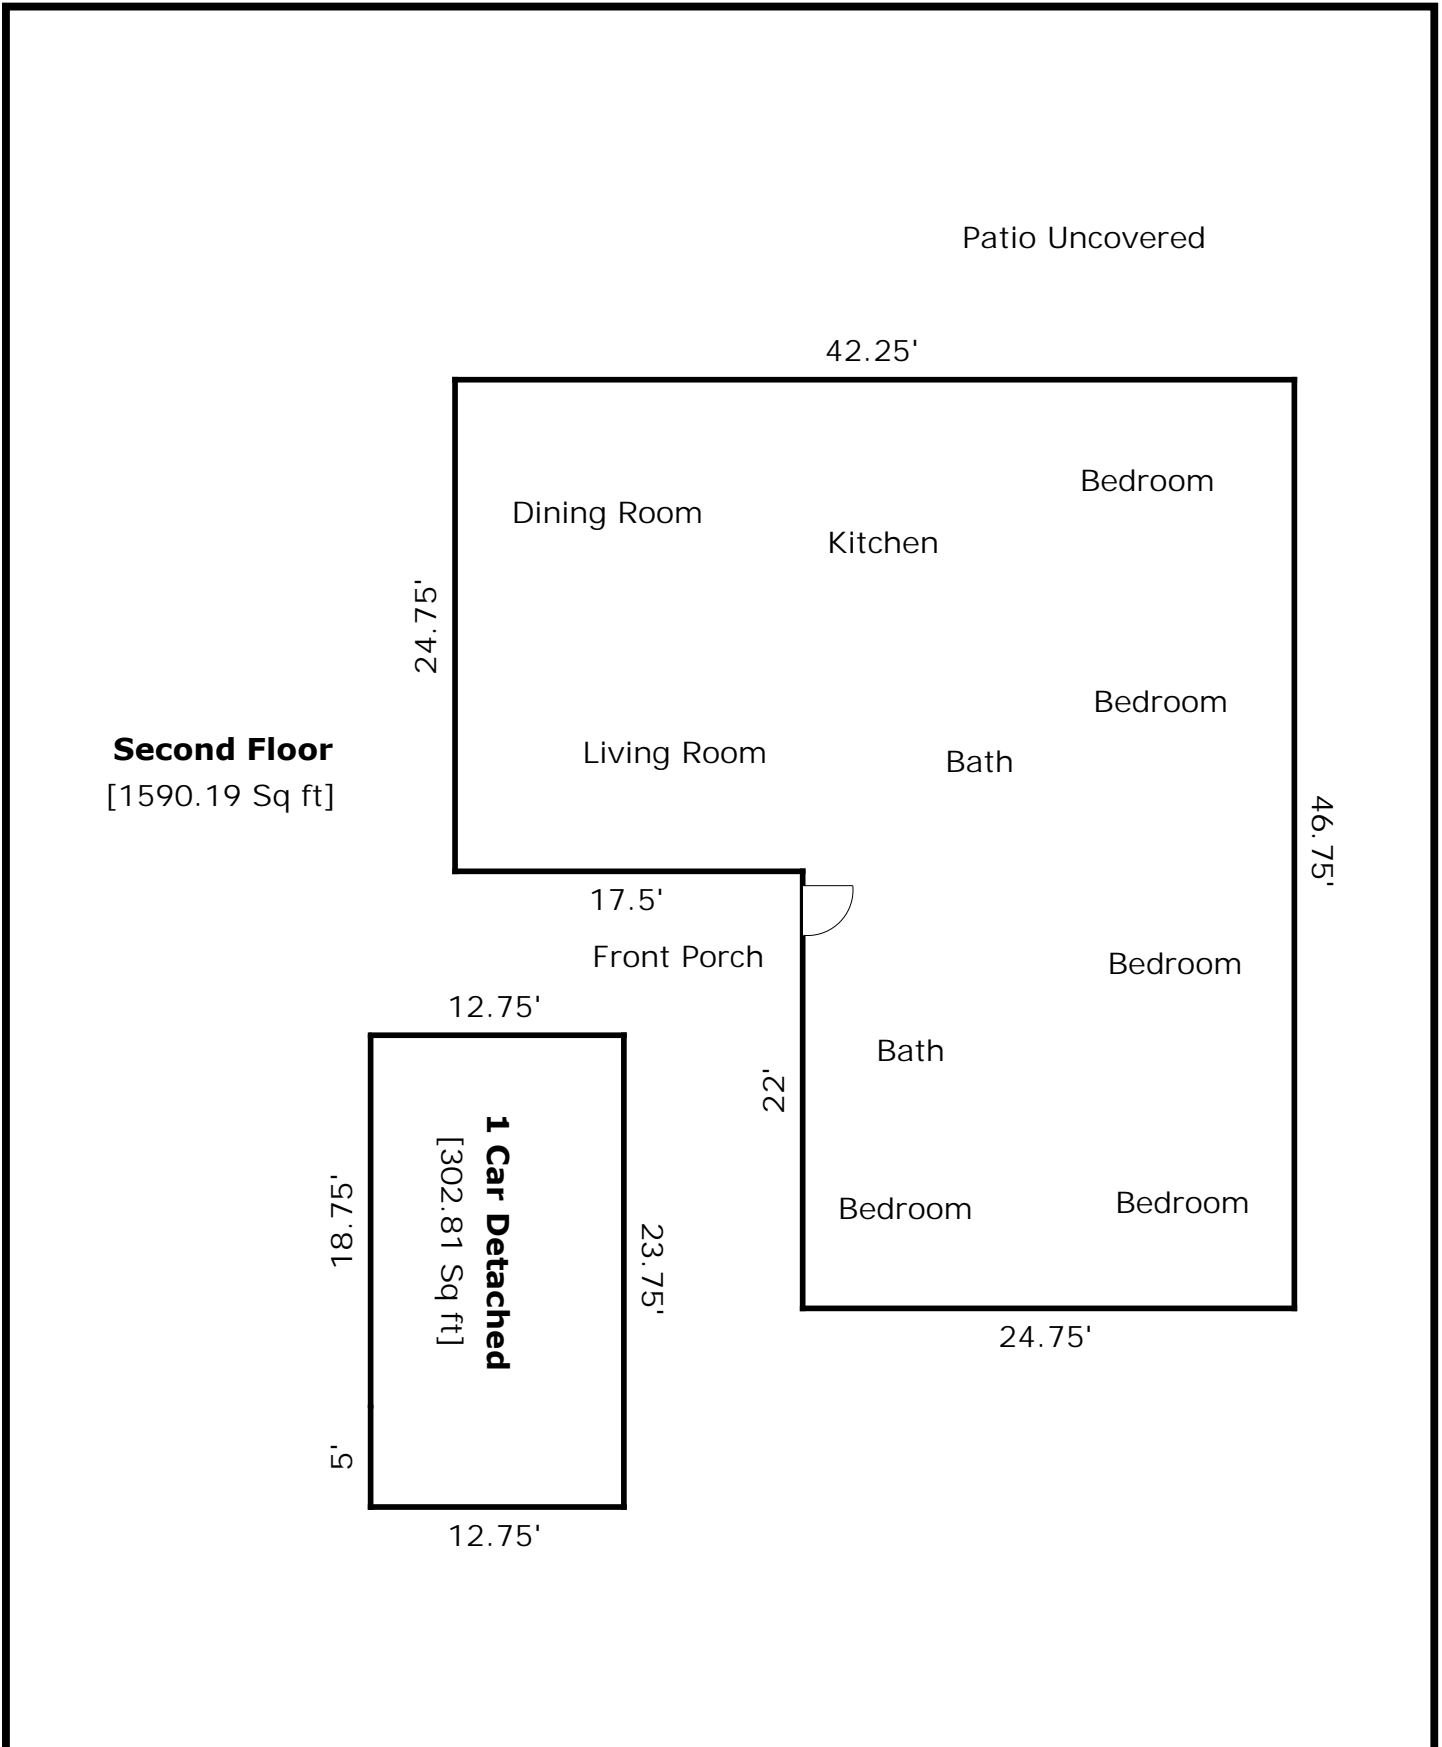 Patio Uncovered
42.25'
Bedroom
Dining Room
Kitchen
24.75'
Bedroom
Second Floor
Living Room
Bath
[1590.19 Sq ft]
46.75'
17.5'
Front Porch
Bedroom
12.75'
Bath
22'
1 Car Detached
[302.81 Sq ft]
18.75'
23.75'
Bedroom
Bedroom
24.75'
5'
12.75'